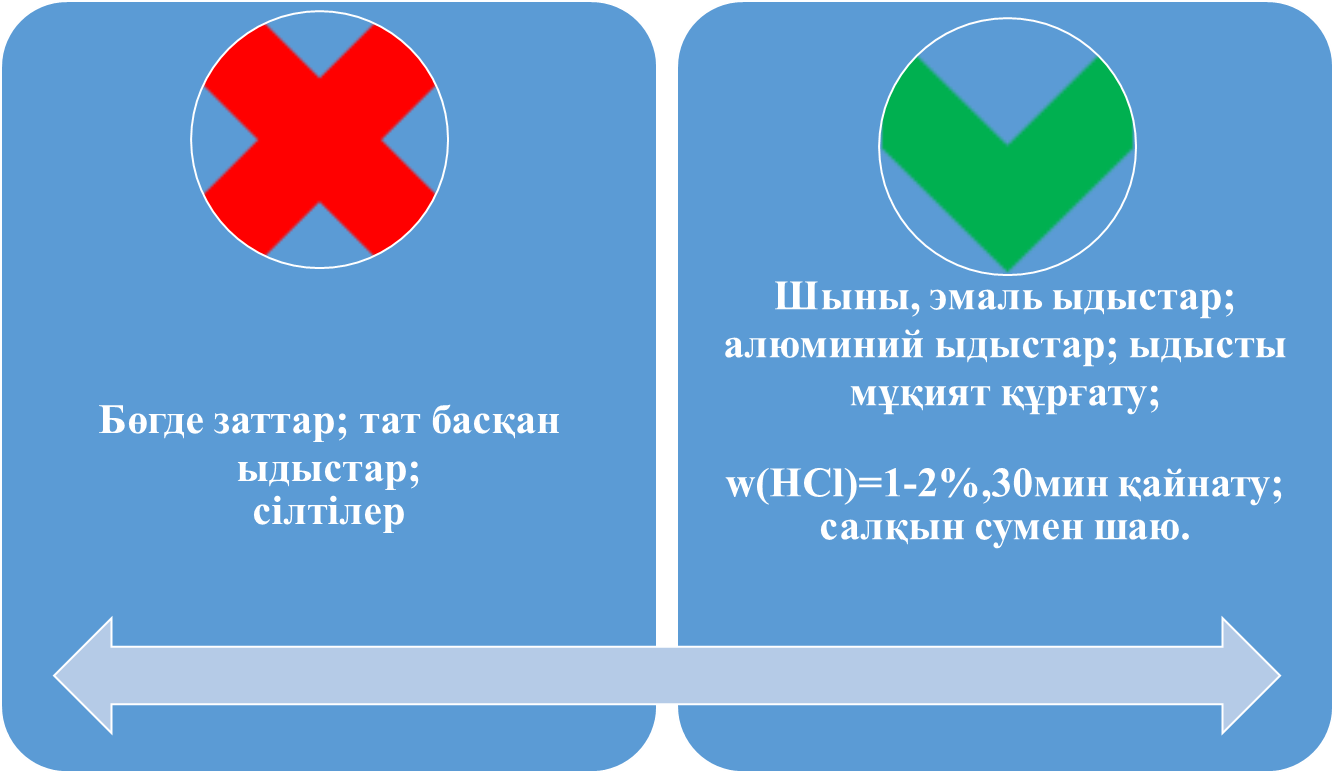 Бөгде заттар; тат басқан
ыдыстар;
сілтілер
Шыны, эмаль ыдыстар;
алюминий ыдыстар; ыдысты
мұқият құрғату;
w(HCl)=1-2%,30мин қайнату;
салқын сумен шаю.